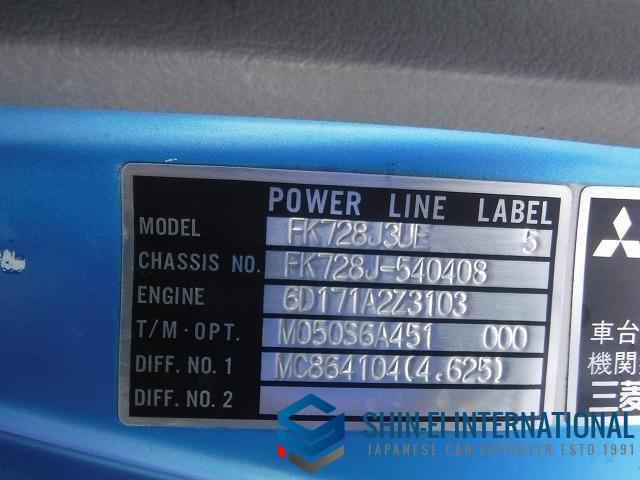 POWER LINE LABEL
MODEL FK728J3UF 5
CHASSIS NO. FK728J-540408
ENGINE 6D171A2Z3103
T/M·OPT. M050S6A451 000
DIFF. NO. 1 MC864104(4.625)
DIFF. NO. 2
車台
機関
三菱
SHIN-EI INTERNATIONAL
JAPANESE CAR EXPORTER ESTD 1991